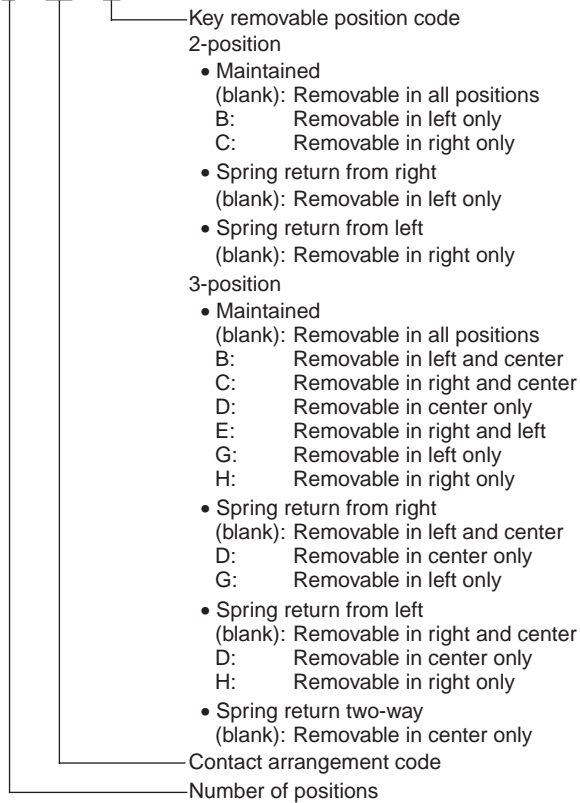 Key removable position code
2-position
• Maintained
(blank): Removable in all positions
B: Removable in left only
C: Removable in right only
• Spring return from right
(blank): Removable in left only
• Spring return from left
(blank): Removable in right only
3-position
• Maintained
(blank): Removable in all positions
B: Removable in left and center
C: Removable in right and center
D: Removable in center only
E: Removable in right and left
G: Removable in left only
H: Removable in right only
• Spring return from right
(blank): Removable in left and center
D: Removable in center only
G: Removable in left only
• Spring return from left
(blank): Removable in right and center
D: Removable in center only
H: Removable in right only
• Spring return two-way
(blank): Removable in center only
Contact arrangement code
Number of positions